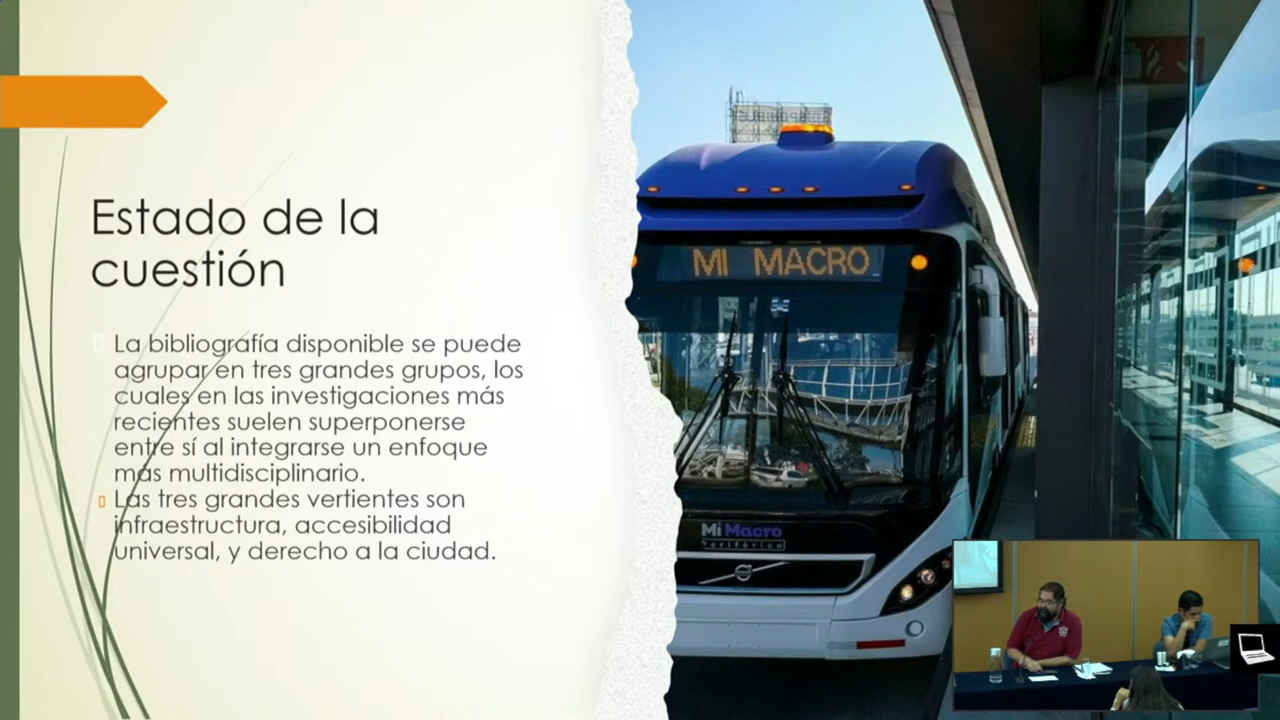 Estado de la
cuestión
La bibliografía disponible se puede
agrupar en tres grandes grupos, los
cuales en las investigaciones más
recientes suelen superponerse
entre sí al integrarse un enfoque
más multidisciplinario.
Las tres grandes vertientes son
infraestructura, accesibilidad
universal, y derecho a la ciudad.
MI MACRO
Mi Macro
Periférico